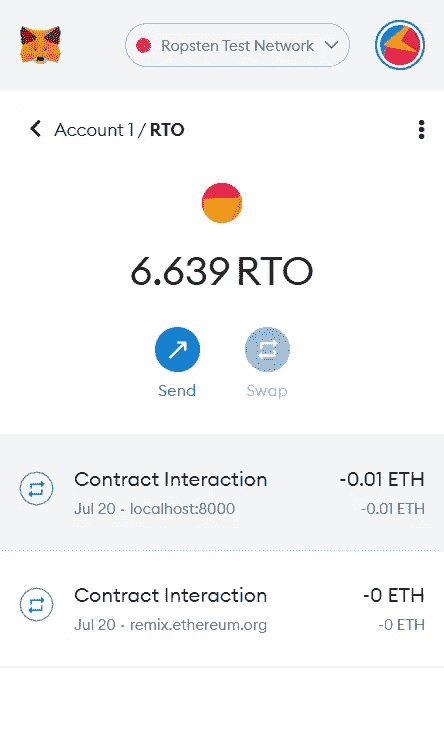 Ropsten Test Network
Account 1 / RTO
6.639 RTO
Send Swap
Contract Interaction -0.01 ETH
Jul 20 · localhost:8000 -0.01 ETH
Contract Interaction -0 ETH
Jul 20 · remix.ethereum.org -0 ETH